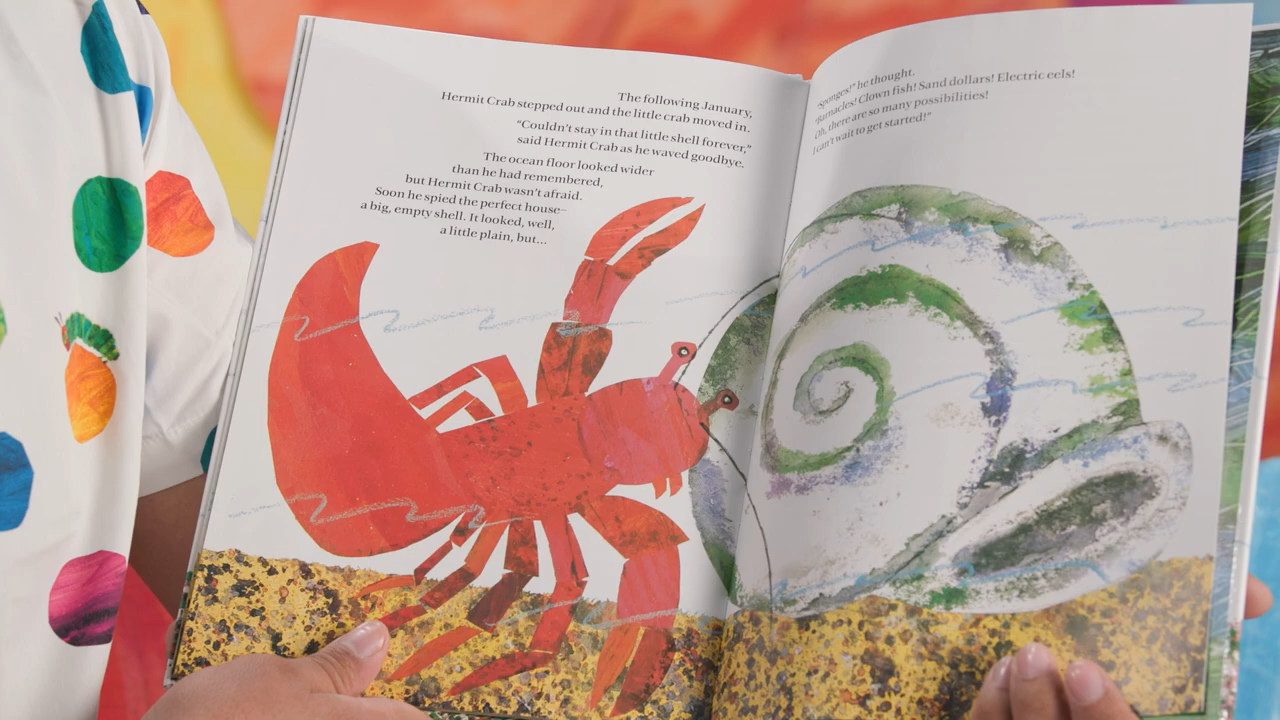 The following January,
Hermit Crab stepped out and the little crab moved in.
"Couldn't stay in that little shell forever,"
said Hermit Crab as he waved goodbye.
The ocean floor looked wider
than he had remembered,
but Hermit Crab wasn't afraid.
Soon he spied the perfect house—
a big, empty shell. It looked, well,
a little plain, but...
"Sponges!" he thought.
"Barnacles! Clown fish! Sand dollars! Electric eels!
Oh, there are so many possibilities!
I can't wait to get started!"